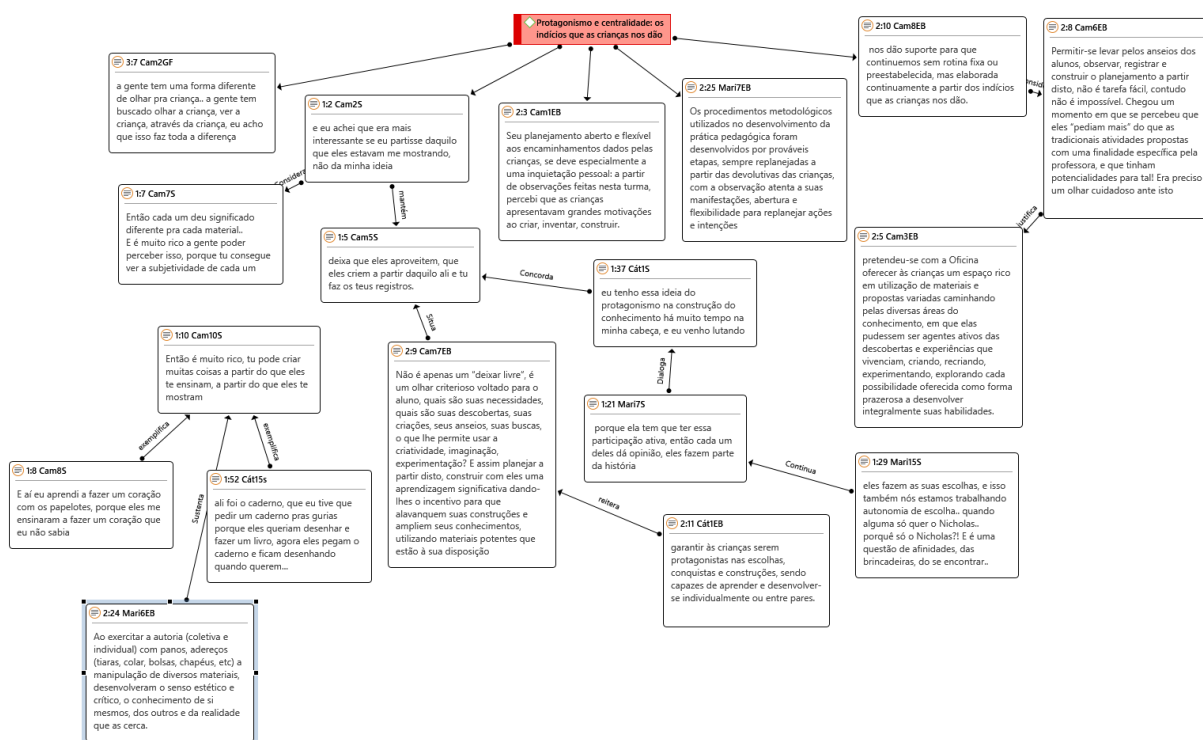 Protagonismo e centralidade: os
indícios que as crianças nos dão
3:7 Cam2GF
a gente tem uma forma diferente
de olhar pra criança.. a gente tem
buscado olhar a criança, ver a
criança, através da criança, eu acho
que isso faz toda a diferença
1:2 Cam2S
e eu achei que era mais
interessante se eu partisse daquilo
que eles estavam me mostrando,
não da minha ideia
2:3 Cam1EB
Seu planejamento aberto e flexível
aos encaminhamentos dados pelas
crianças, se deve especialmente a
uma inquietação pessoal: a partir
de observações feitas nesta turma,
percebi que as crianças
apresentavam grandes motivações
ao criar, inventar, construir.
2:25 Mari7EB
Os procedimentos metodológicos
utilizados no desenvolvimento da
prática pedagógica foram
desenvolvidos por prováveis
etapas, sempre replanejadas a
partir das devolutivas das crianças,
com a observação atenta a suas
manifestações, abertura e
flexibilidade para replanejar ações
e intenções
2:10 Cam8EB
nos dão suporte para que
continuemos sem rotina fixa ou
preestabelecida, mas elaborada
continuamente a partir dos indícios
que as crianças nos dão.
2:8 Cam6EB
Permitir-se levar pelos anseios dos
alunos, observar, registrar e
construir o planejamento a partir
disto, não é tarefa fácil, contudo
não é impossível. Chegou um
momento em que se percebeu que
eles "pediam mais" do que as
tradicionais atividades propostas
com uma finalidade específica pela
professora, e que tinham
potencialidades para tal! Era preciso
um olhar cuidadoso ante isto
Considera
1:7 Cam7S
Então cada um deu significado
diferente pra cada material..
E é muito rico a gente poder
perceber isso, porque tu consegue
ver a subjetividade de cada um
mantém
1:5 Cam5S
deixa que eles aproveitem, que
eles criem a partir daquilo ali e tu
faz os teus registros.
justifica
2:5 Cam3EB
pretendeu-se com a Oficina
oferecer às crianças um espaço rico
em utilização de materiais e
propostas variadas caminhando
pelas diversas áreas do
conhecimento, em que elas
pudessem ser agentes ativos das
descobertas e experiências que
vivenciam, criando, recriando,
experimentando, explorando cada
possibilidade oferecida como forma
prazerosa a desenvolver
integralmente suas habilidades.
Concorda
1:37 Cát1S
eu tenho essa ideia do
protagonismo na construção do
conhecimento há muito tempo na
minha cabeça, e eu venho lutando
Situa
1:10 Cam10S
Então é muito rico, tu pode criar
muitas coisas a partir do que eles
te ensinam, a partir do que eles te
mostram
2:9 Cam7EB
Não é apenas um "deixar livre", é
um olhar criterioso voltado para o
aluno, quais são suas necessidades,
quais são suas descobertas, suas
criações, seus anseios, suas buscas,
o que lhe permite usar a
criatividade, imaginação,
experimentação? E assim planejar a
partir disto, construir com eles uma
aprendizagem significativa dando-
lhes o incentivo para que
alavanquem suas construções e
ampliem seus conhecimentos,
utilizando materiais potentes que
estão à sua disposição
Dialoga
1:21 Mari7S
porque ela tem que ter essa
participação ativa, então cada um
deles dá opinião, eles fazem parte
da história
exemplifica
exemplifica
Sustenta
1:8 Cam8S
E aí eu aprendi a fazer um coração
com os papelotes, porque eles me
ensinaram a fazer um coração que
eu não sabia
1:52 Cát15s
ali foi o caderno, que eu tive que
pedir um caderno pras gurias
porque eles queriam desenhar e
fazer um livro, agora eles pegam o
caderno e ficam desenhando
quando querem...
Continua
1:29 Mari15S
eles fazem as suas escolhas, e isso
também nós estamos trabalhando
autonomia de escolha.. quando
alguma só quer o Nicholas..
porquê só o Nicholas?! E é uma
questão de afinidades, das
brincadeiras, do se encontrar..
reitera
2:11 Cát1EB
garantir às crianças serem
protagonistas nas escolhas,
conquistas e construções, sendo
capazes de aprender e desenvolver-
se individualmente ou entre pares.
2:24 Mari6EB
Ao exercitar a autoria (coletiva e
individual) com panos, adereços
(tiaras, colar, bolsas, chapéus, etc) a
manipulação de diversos materiais,
desenvolveram o senso estético e
crítico, o conhecimento de si
mesmos, dos outros e da realidade
que as cerca.